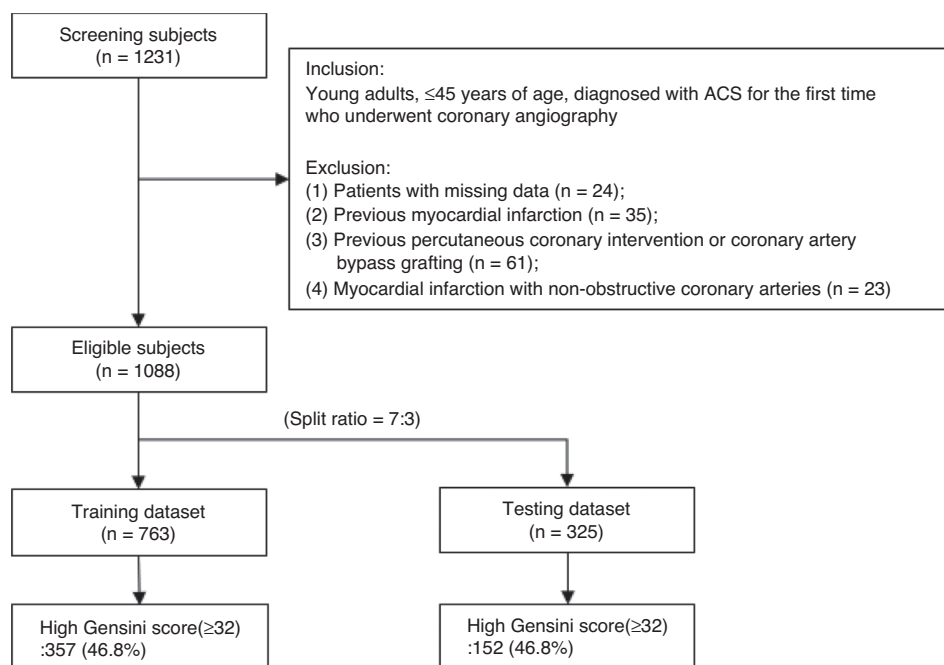 Screening subjects
(n = 1231)
Inclusion:
Young adults, ≤45 years of age, diagnosed with ACS for the first time
who underwent coronary angiography
Exclusion:
(1) Patients with missing data (n = 24);
(2) Previous myocardial infarction (n = 35);
(3) Previous percutaneous coronary intervention or coronary artery
bypass grafting (n = 61);
(4) Myocardial infarction with non-obstructive coronary arteries (n = 23)
Eligible subjects
(n = 1088)
(Split ratio = 7:3)
Training dataset
(n = 763)
Testing dataset
(n = 325)
High Gensini score(≥32)
:357 (46.8%)
High Gensini score(≥32)
:152 (46.8%)